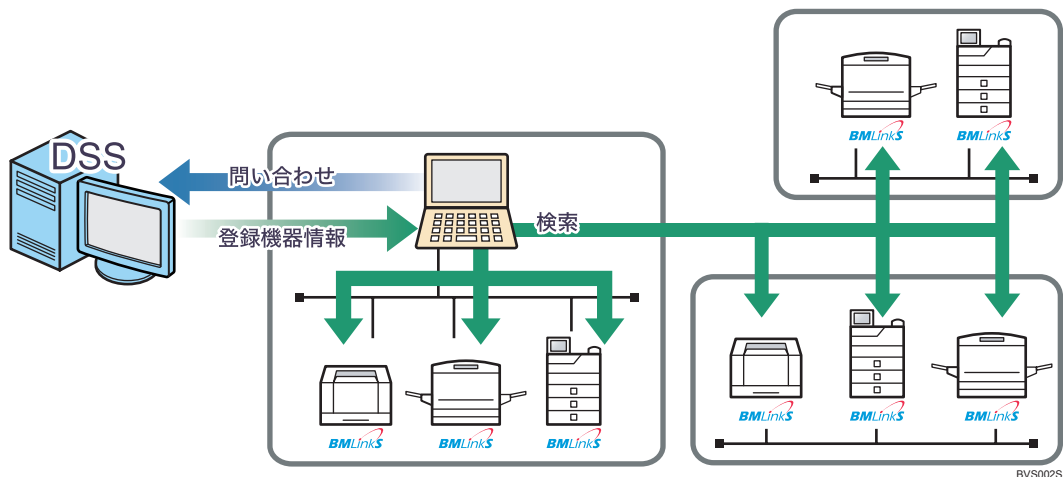 BMLinkS
BMLinkS
DSS
問い合わせ
登録機器情報
検索
BMLinkS
BMLinkS
BMLinkS
BMLinkS
BMLinkS
BMLinkS
BVS002S